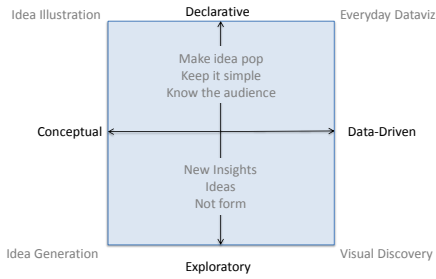 Idea Illustration
Declarative
Everyday Dataviz
Make idea pop
Keep it simple
Know the audience
Conceptual
Data-Driven
New Insights
Ideas
Not form
Idea Generation
Visual Discovery
Exploratory